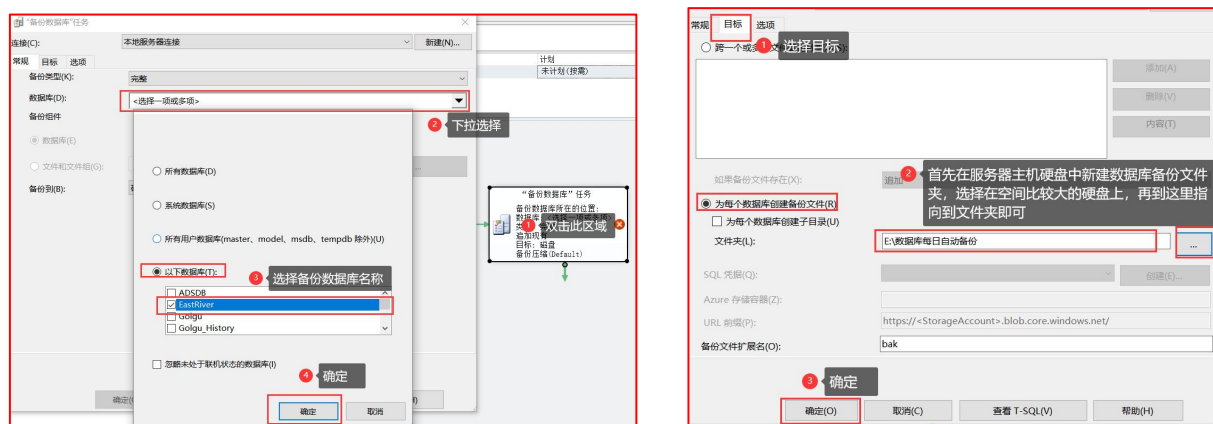 “备份数据库”任务
连接(C):
本地服务器连接
新建(N)...
常规 目标 选项
备份类型(K):
完整
数据库(D):
<选择一项或多项>
备份组件
2 下拉选择
数据库(E)
文件和文件组(G):
...
备份到(B):
所有数据库(D)
系统数据库(S)
所有用户数据库(master、model、msdb、tempdb 除外)(U)
以下数据库(T):
3 选择备份数据库名称
ADSDB
EastRiver
Golgu
Golgu_History
忽略未处于联机状态的数据库(I)
4 确定
确定
取消
计划
未计划(按需)
“备份数据库”任务
备份数据库所在的位置:
数据库: <选择一项或多项>
1 双击此区域
追加现有
目标: 磁盘
备份压缩(Default)
常规 目标 选项
1 选择目标
添加(A)
删除(V)
内容(T)
如果备份文件存在(X):
追加
2 首先在服务器主机硬盘中新建数据库备份文件
夹，选择在空间比较大的硬盘上，再到这里指
向到文件夹即可
为每个数据库创建备份文件(R)
为每个数据库创建子目录(U)
文件夹(L):
E:\数据库每日自动备份
...
SQL 凭据(Q):
创建(E)...
Azure 存储容器(Z):
URL 前缀(P):
https://<StorageAccount>.blob.core.windows.net/
备份文件扩展名(O):
bak
3 确定
确定(O)
取消(C)
查看 T-SQL(V)
帮助(H)